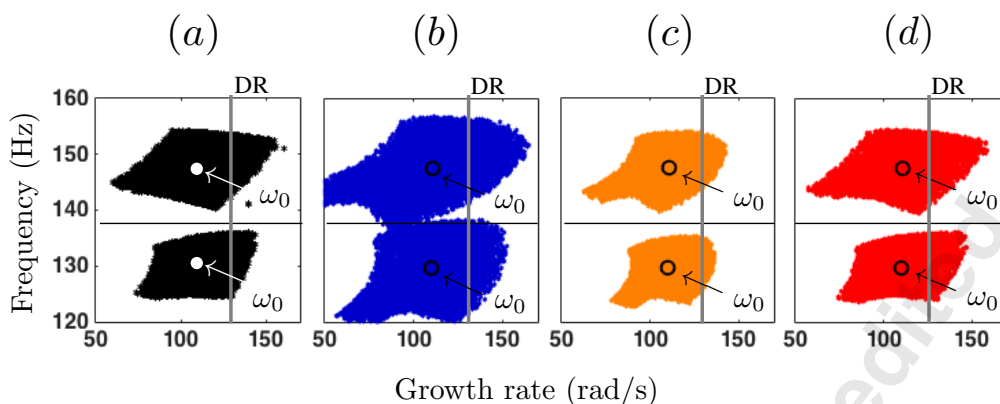 (a) (b) (c) (d)
DR DR DR DR
Frequency (Hz)
160
150
140
130
120
ω0 ω0 ω0 ω0
ω0 ω0 ω0 ω0
50 100 150 50 100 150 50 100 150 50 100 150
Growth rate (rad/s)
edited